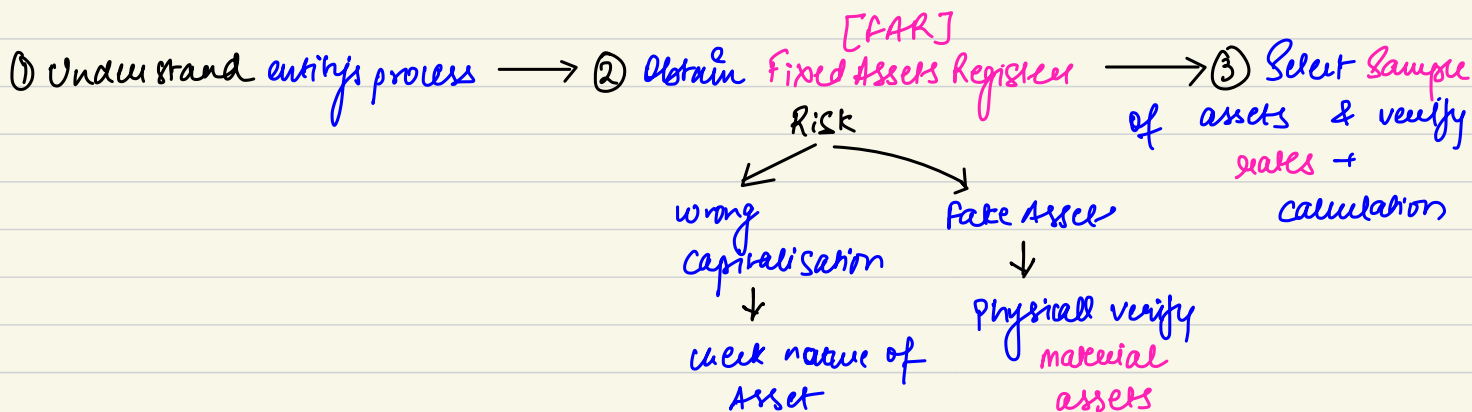 [FAR]
① Understand entity's process → ② Obtain Fixed Assets Register → ③ Select Sample
of assets & verify
rates +
calculation
Risk
Wrong
Capitalisation
↓
check nature of
Asset
Fake Asset
↓
Physicall verify
material
assets